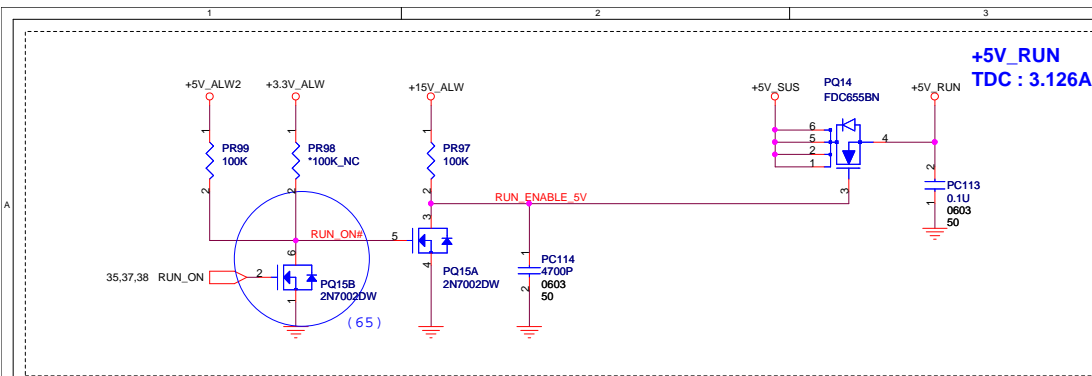 1 2 3
A
+5V_RUN
TDC : 3.126A
+5V_ALW2
+3.3V_ALW
+15V_ALW
+5V_SUS
PQ14
FDC655BN
+5V_RUN
1
PR99
100K
2
1
PR98
*100K_NC
2
1
PR97
100K
2
6
5
2
1
4
3
2
PC113
0.1U
0603
50
1
RUN_ENABLE_5V
RUN_ON#
5
3
4
PQ15A
2N7002DW
1
PC114
4700P
0603
50
2
35,37,38 RUN_ON
2
6
1
PQ15B
2N7002DW
(65)